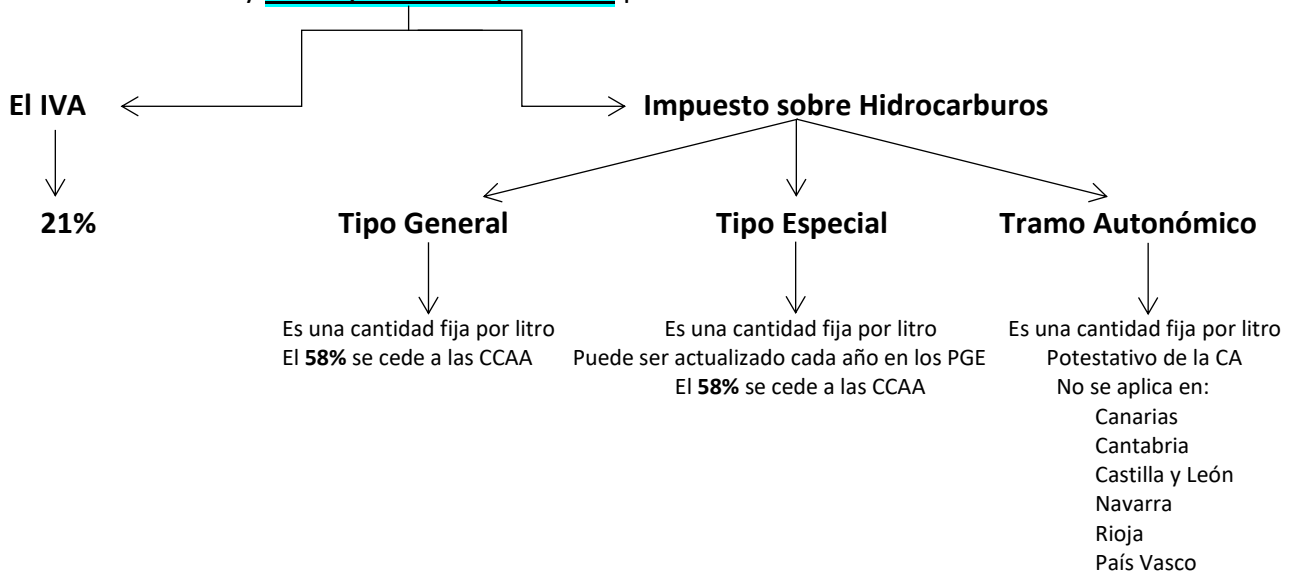 El IVA
Impuesto sobre Hidrocarburos
21%
Tipo General
Tipo Especial
Tramo Autonómico
Es una cantidad fija por litro
El 58% se cede a las CCAA
Es una cantidad fija por litro
Puede ser actualizado cada año en los PGE
El 58% se cede a las CCAA
Es una cantidad fija por litro
Potestativo de la CA
No se aplica en:
Canarias
Cantabria
Castilla y León
Navarra
Rioja
País Vasco